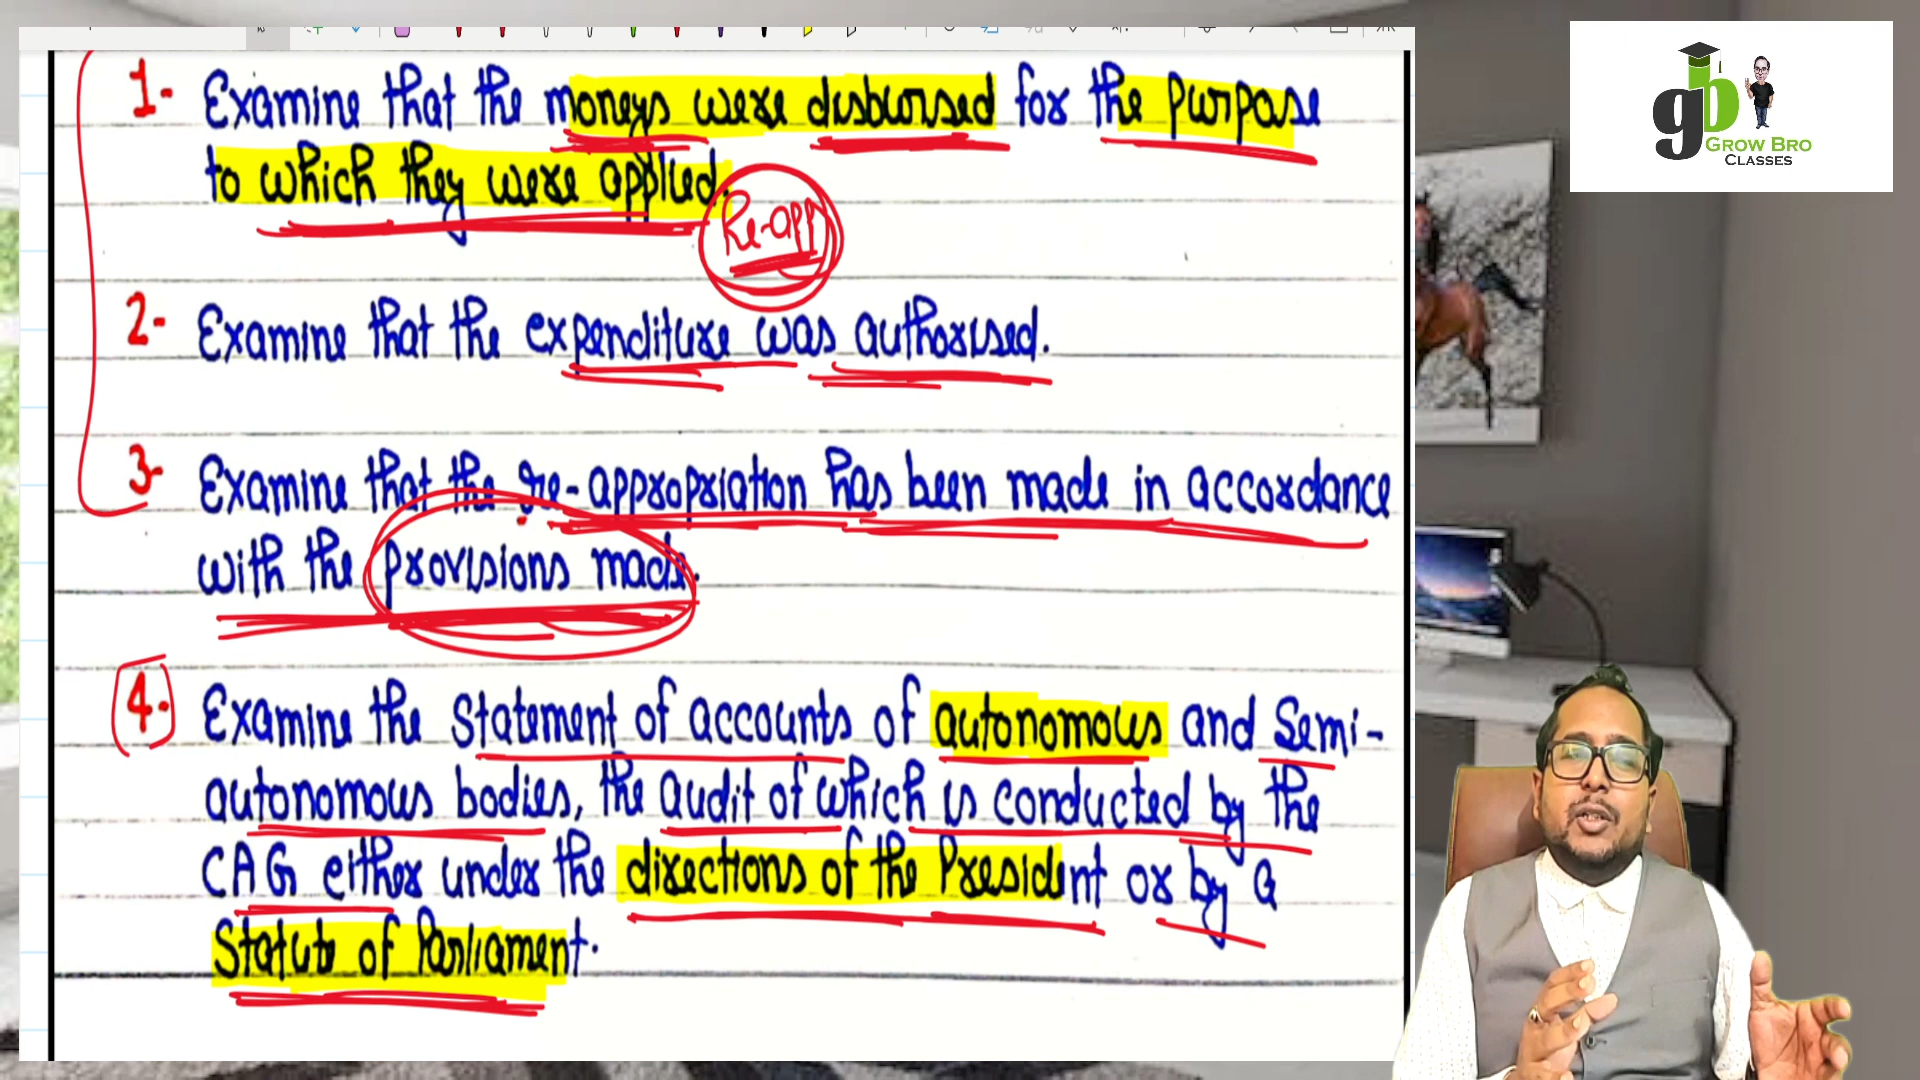 1- Examine that the moneys were disbursed for the purpose
to which they were applied.
Re-app
2- Examine that the expenditure was authorised.
3- Examine that the re-appropriation has been made in accordance
with the provisions made.
4- Examine the statement of accounts of autonomous and Semi-
autonomous bodies, the audit of which is conducted by the
CAG either under the directions of the President or by a
Statute of Parliament.
gb
GROW BRO
CLASSES